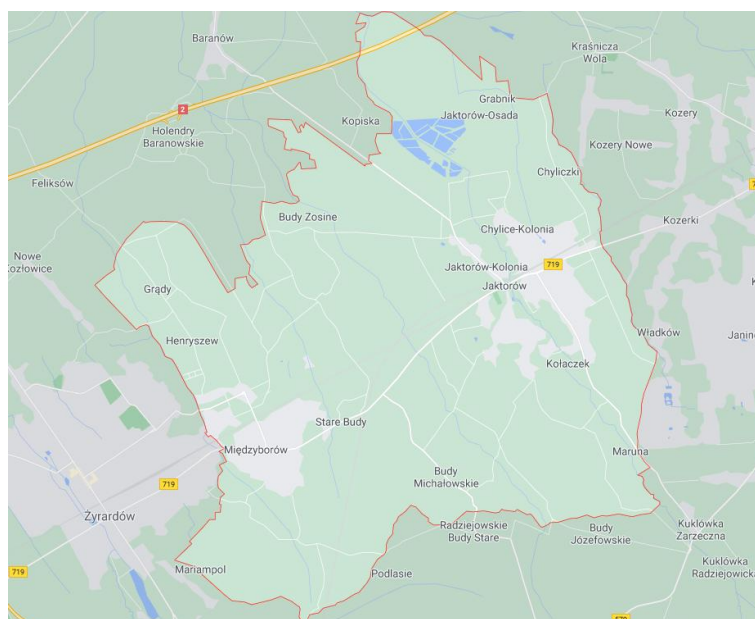 Baranów
Kraśnicza
Wola
Grabnik
Jaktorów-Osada
Kozery
2
Kopiska
Holendry
Baranowskie
Kozery Nowe
Chyliczki
Feliksów
Budy Zosine
Kozerki
Chylice-Kolonia
Nowe
Kozłowice
Jaktorów-Kolonia
719
Jaktorów
Grądy
Władków
Henryszew
Kołaczek
Stare Budy
Międzyborów
Maruna
719
Budy
Michałowskie
Żyrardów
Radziejowskie
Budy Stare
Budy
Józefowskie
Kuklówka
Zarzeczna
719
Mariampol
Podlasie
Kuklówka
Radziejowick